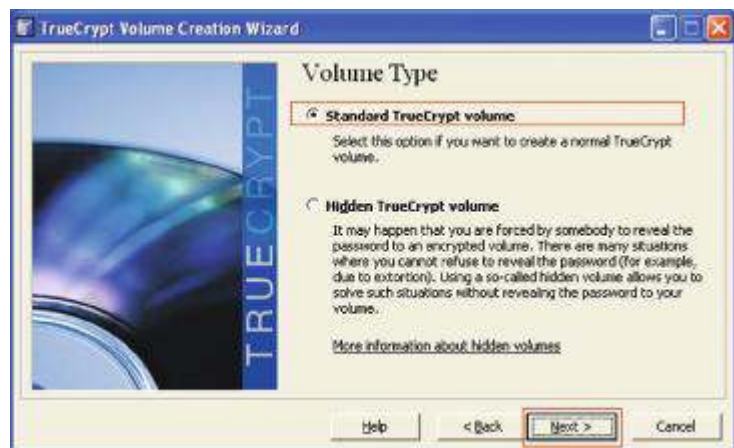 TrueCrypt Volume Creation Wizard
TRUECRYPT
Volume Type
Standard TrueCrypt volume
Select this option if you want to create a normal TrueCrypt
volume.
Hidden TrueCrypt volume
It may happen that you are forced by somebody to reveal the
password to an encrypted volume. There are many situations
where you cannot refuse to reveal the password (for example,
due to extortion). Using a so-called hidden volume allows you to
solve such situations without revealing the password to your
volume.
More information about hidden volumes
Help
< Back
Next >
Cancel